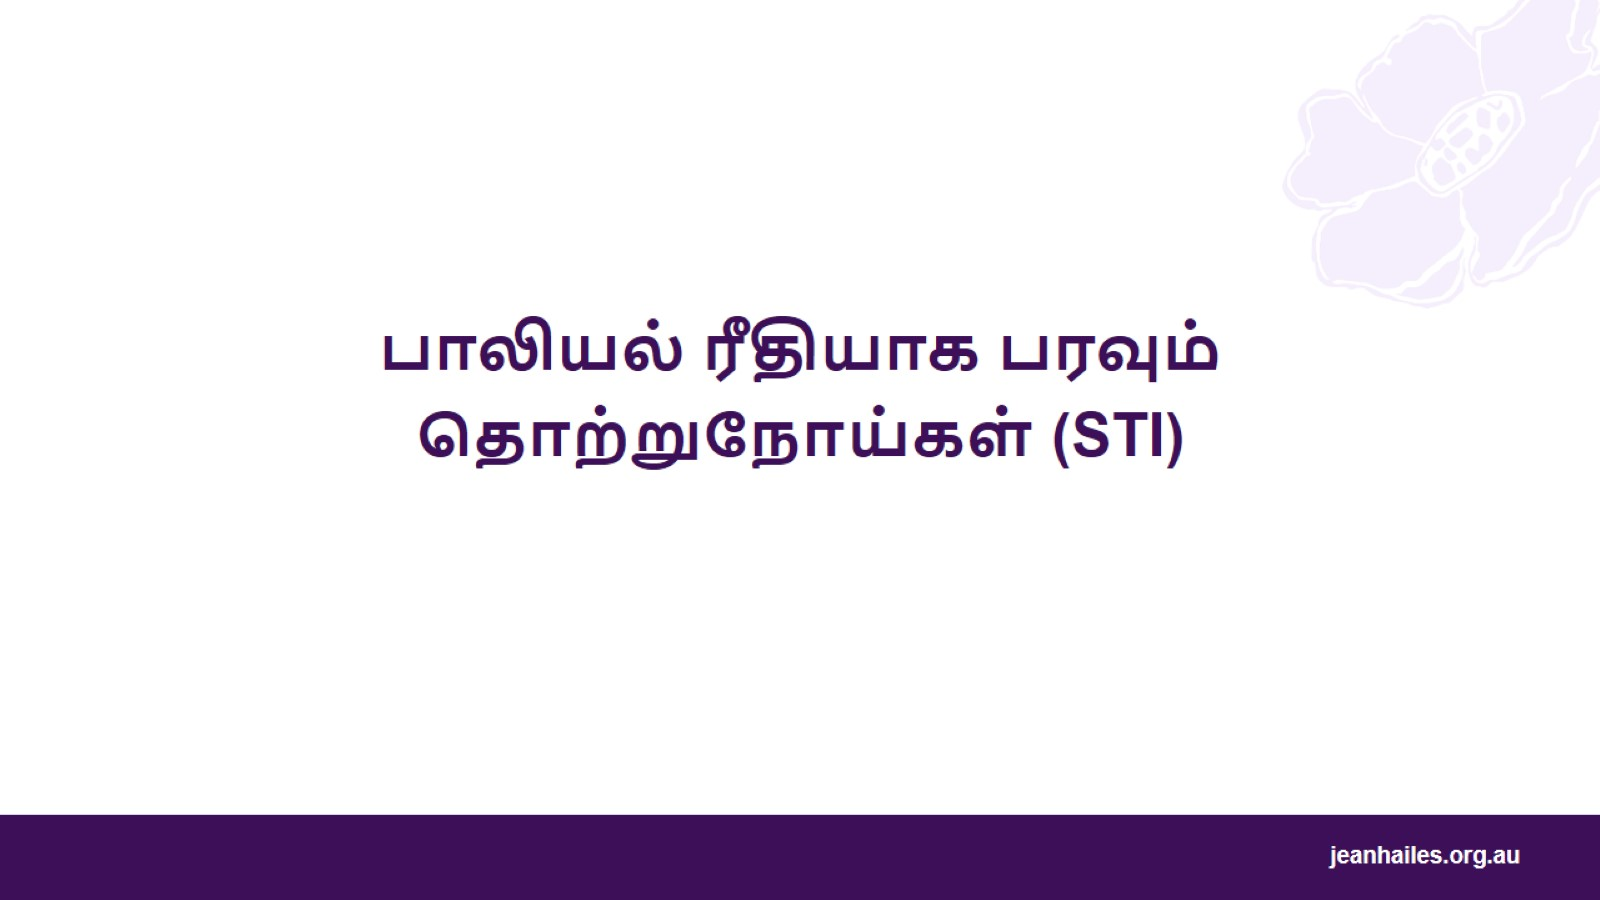 பாலியல் ரீதியாக பரவும்
தொற்றுநோய்கள் (STI)
jeanhailes.org.au